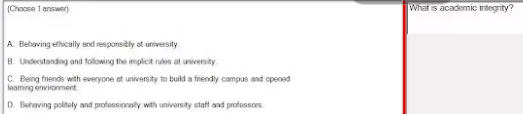 (Choose 1 answer)
What is academic integrity?
A. Behaving ethically and responsibly at university.
B. Understanding and following the implicit rules at university.
C. Being friends with everyone at university to build a friendly campus and opened
learning environment.
D. Behaving politely and professionally with university staff and professors.